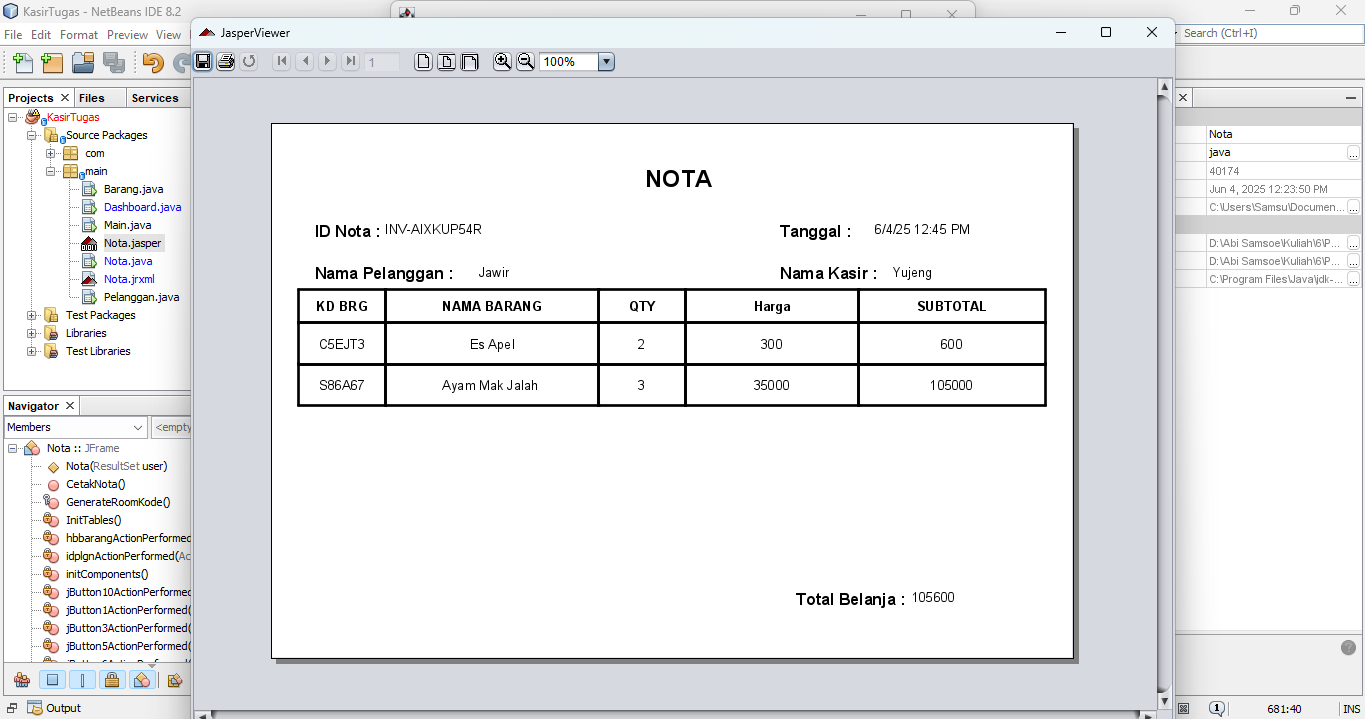 KasirTugas - NetBeans IDE 8.2
File Edit Format Preview View
Search (Ctrl+I)
JasperViewer
1
100%
Projects Files Services
KasirTugas
Source Packages
com
main
Barang.java
Dashboard.java
Main.java
Nota.jasper
Nota.java
Nota.jrxml
Pelanggan.java
Test Packages
Libraries
Test Libraries
Navigator
Members
<empty
Nota :: JFrame
Nota(ResultSet user)
CetakNota()
GenerateRoomKode()
InitTables()
hbbarangActionPerformed
idplgnActionPerformed(Ac
initComponents()
jButton10ActionPerforme
jButton1ActionPerformed(
jButton3ActionPerformed(
jButton5ActionPerformed(
Output
NOTA
ID Nota : INV-AIXKUP54R
Tanggal : 6/4/25 12:45 PM
Nama Pelanggan : Jawir
Nama Kasir : Yujeng
KD BRG NAMA BARANG QTY Harga SUBTOTAL
C5EJT3 Es Apel 2 300 600
S86A67 Ayam Mak Jalah 3 35000 105000
Total Belanja : 105600
Nota
java
...
40174
Jun 4, 2025 12:23:50 PM
C:\Users\Samsu\Documen... ...
D:\Abi Samsoe\Kuliah\6\P... ...
D:\Abi Samsoe\Kuliah\6\P... ...
C:\Program Files\Java\jdk-... ...
?
1
681:40 INS